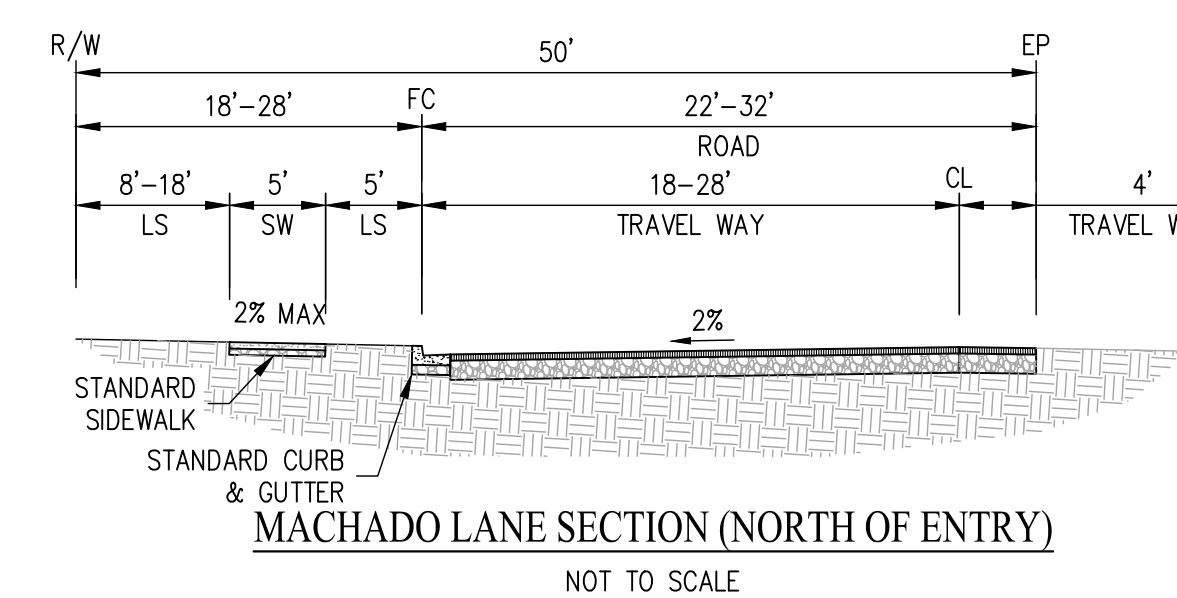 R/W
50'
EP
18'-28'
FC
22'-32'
ROAD
8'-18'
5'
5'
18-28'
CL
4'
LS
SW
LS
TRAVEL WAY
TRAVEL
2% MAX
2%
STANDARD
SIDEWALK
STANDARD CURB
& GUTTER
MACHADO LANE SECTION (NORTH OF ENTRY)
NOT TO SCALE